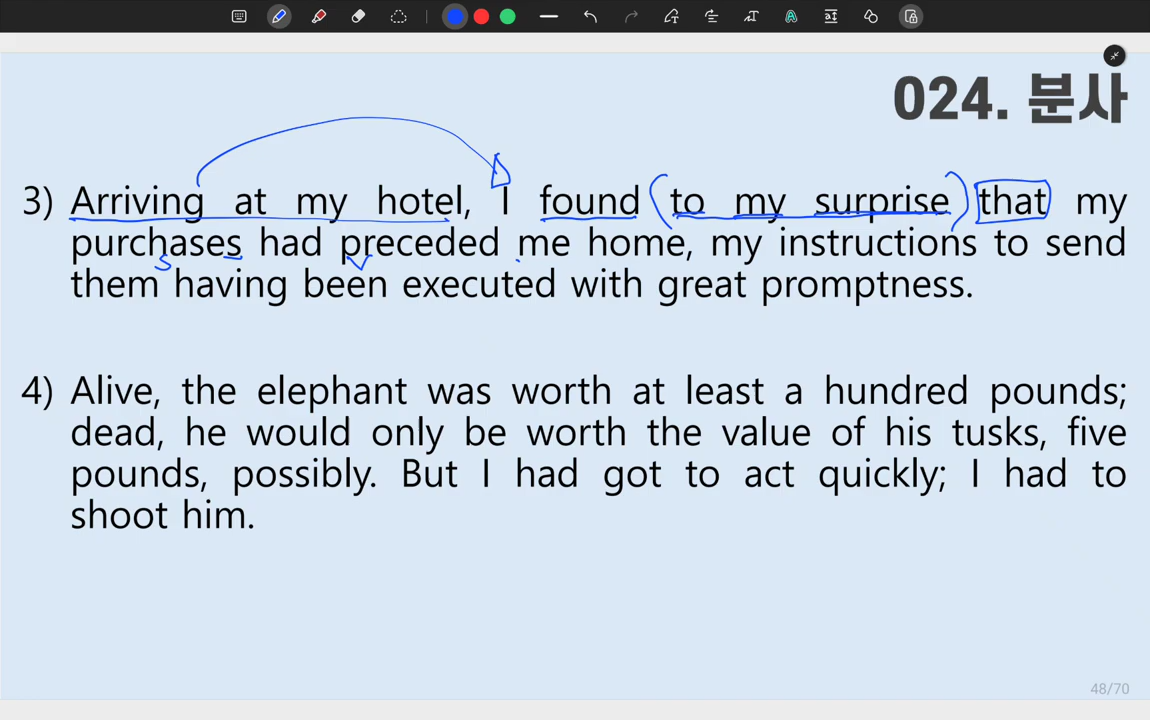 024. 분사
3) Arriving at my hotel, I found (to my surprise) that my
purchases had preceded me home, my instructions to send
s v
them having been executed with great promptness.
4) Alive, the elephant was worth at least a hundred pounds;
dead, he would only be worth the value of his tusks, five
pounds, possibly. But I had got to act quickly; I had to
shoot him.
48/70